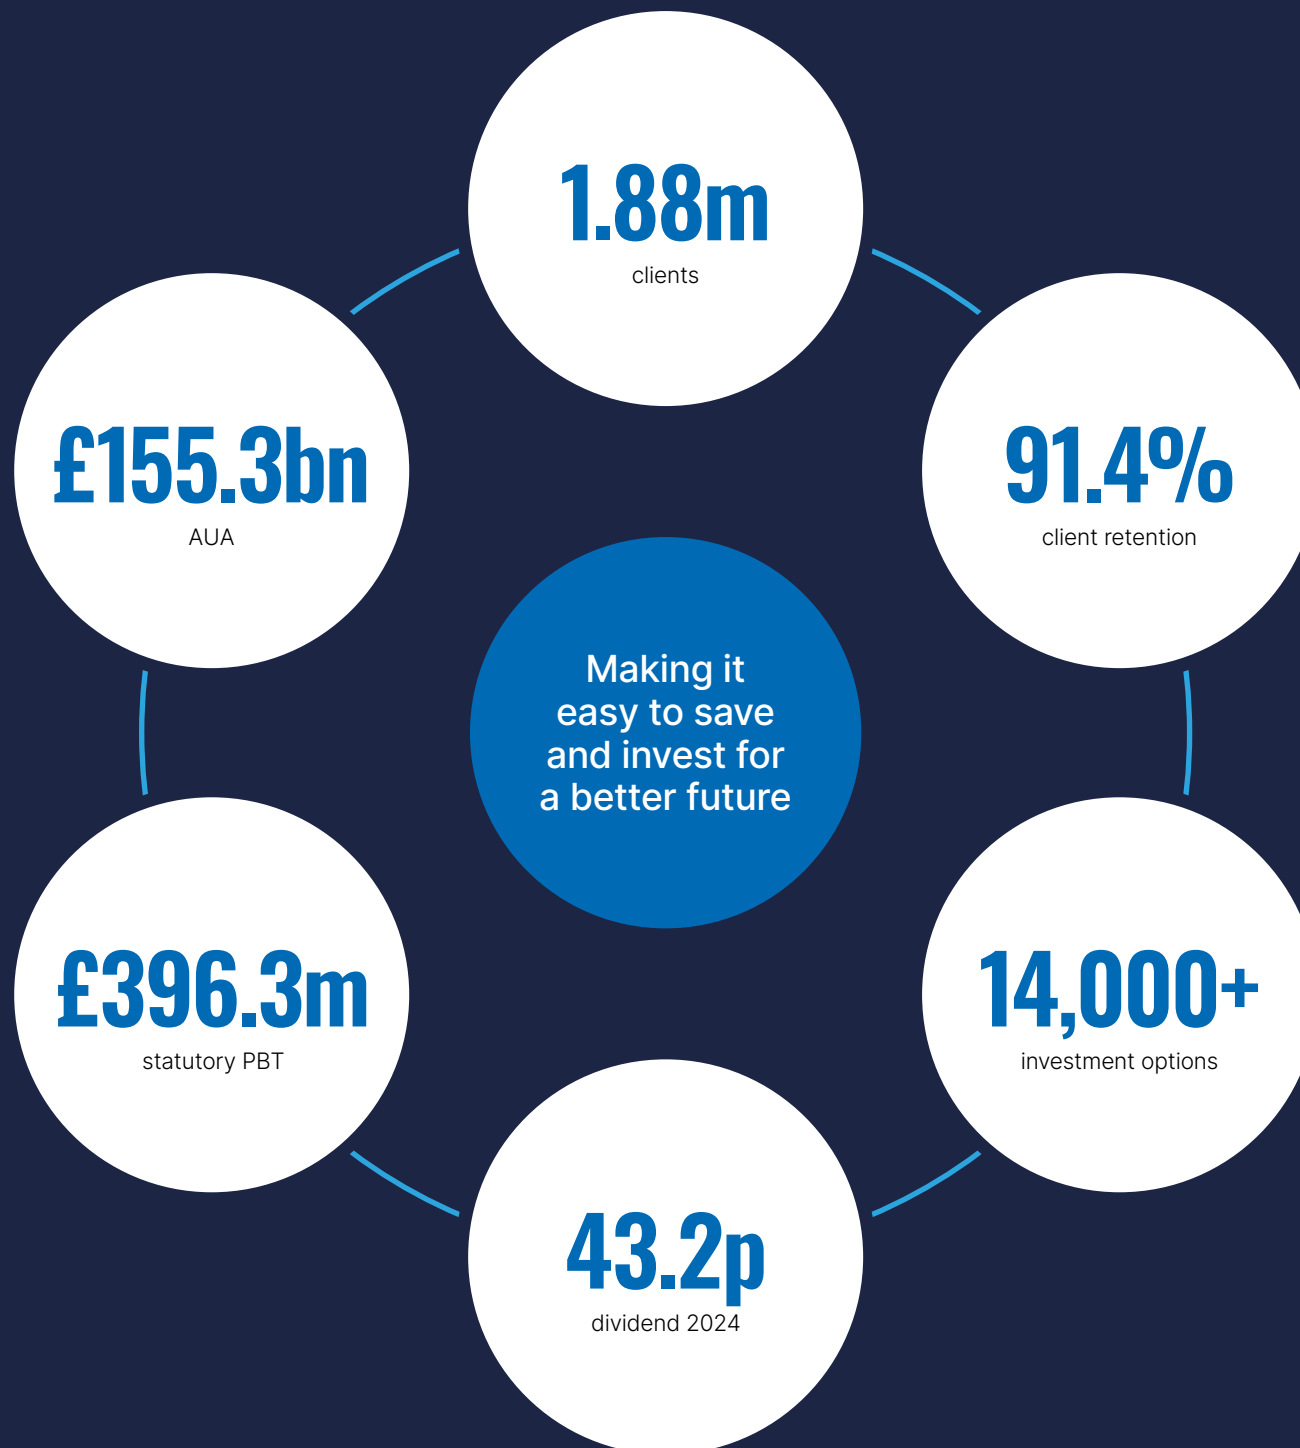 1.88m
clients
£155.3bn
AUA
91.4%
client retention
Making it
easy to save
and invest for
a better future
£396.3m
statutory PBT
14,000+
investment options
43.2p
dividend 2024